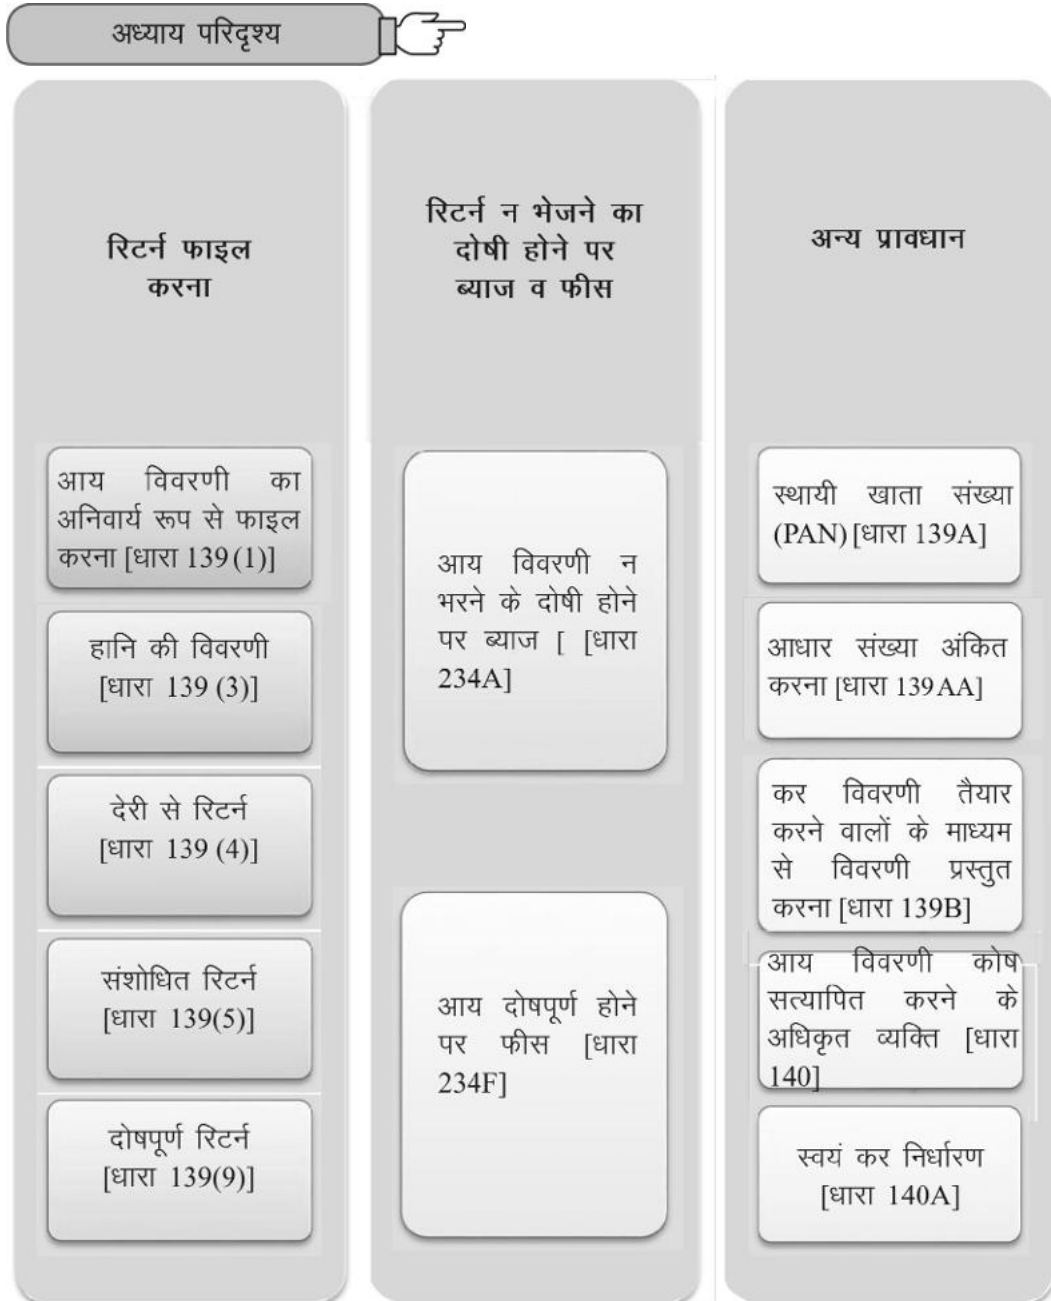 अध्याय परिदृश्य
रिटर्न फाइल
करना
आय विवरणी का
अनिवार्य रूप से फाइल
करना [धारा 139 (1)]
हानि की विवरणी
[धारा 139 (3)]
देरी से रिटर्न
[धारा 139 (4)]
संशोधित रिटर्न
[धारा 139(5)]
दोषपूर्ण रिटर्न
[धारा 139(9)]
रिटर्न न भेजने का
दोषी होने पर
ब्याज व फीस
आय विवरणी न
भरने के दोषी होने
पर ब्याज [ [धारा
234A]
आय दोषपूर्ण होने
पर फीस [धारा
234F]
अन्य प्रावधान
स्थायी खाता संख्या
(PAN) [धारा 139A]
आधार संख्या अंकित
करना [धारा 139AA]
कर विवरणी तैयार
करने वालों के माध्यम
से विवरणी प्रस्तुत
करना [धारा 139B]
आय विवरणी कोष
सत्यापित करने के
अधिकृत व्यक्ति [धारा
140]
स्वयं कर निर्धारण
[धारा 140A]